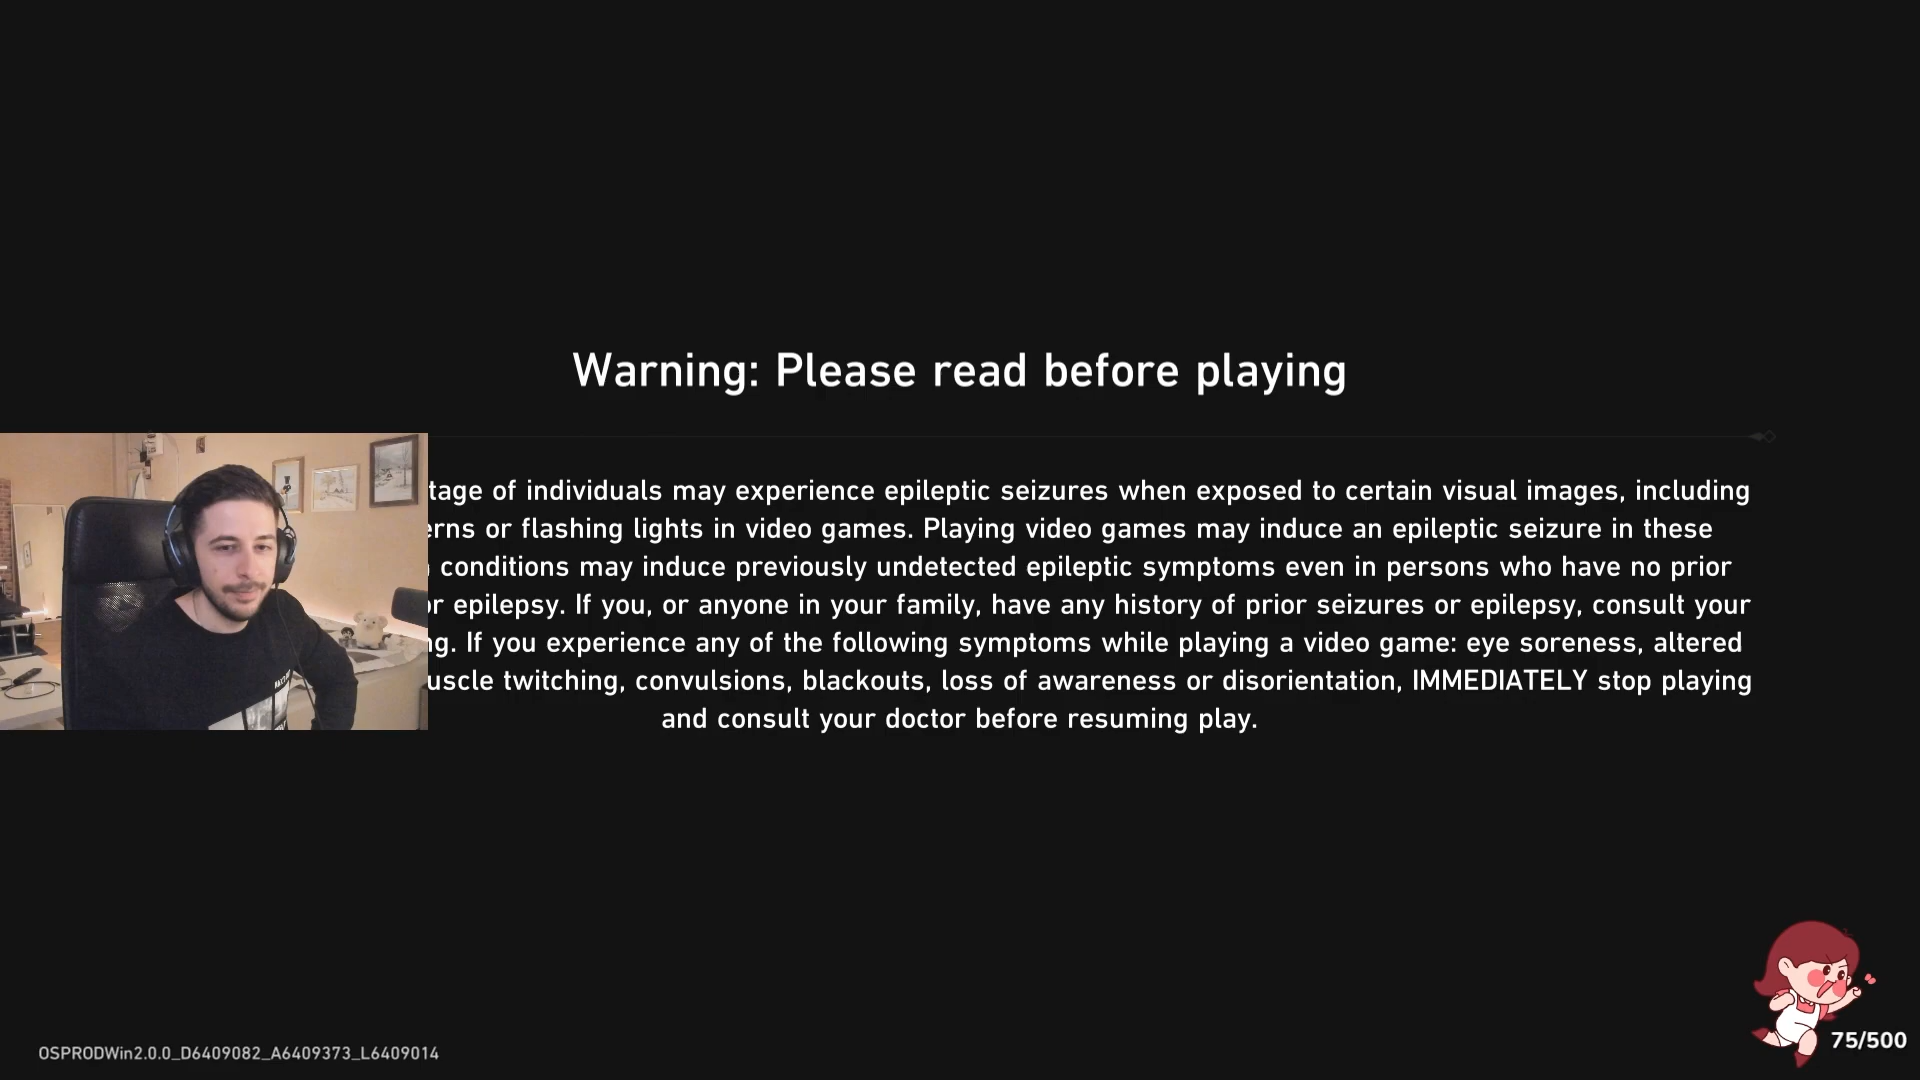 Warning: Please read before playing
tage of individuals may experience epileptic seizures when exposed to certain visual images, including
erns or flashing lights in video games. Playing video games may induce an epileptic seizure in these
conditions may induce previously undetected epileptic symptoms even in persons who have no prior
or epilepsy. If you, or anyone in your family, have any history of prior seizures or epilepsy, consult your
ng. If you experience any of the following symptoms while playing a video game: eye soreness, altered
uscle twitching, convulsions, blackouts, loss of awareness or disorientation, IMMEDIATELY stop playing
and consult your doctor before resuming play.
OSPRODWin2.0.0_D6409082_A6409373_L6409014
75/500